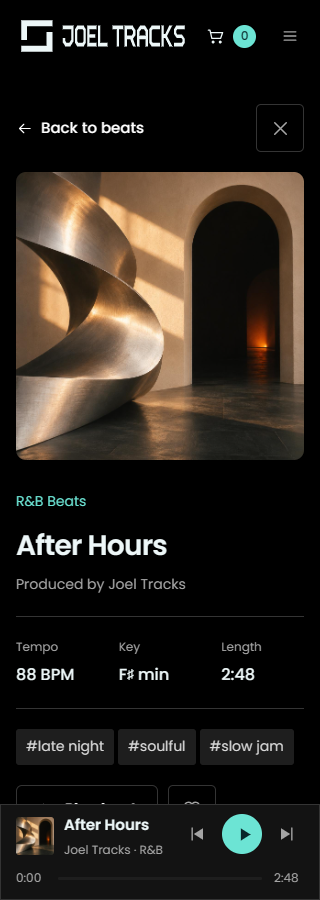 JOEL TRACKS
0
Back to beats
R&B Beats
After Hours
Produced by Joel Tracks
Tempo Key Length
88 BPM F♯ min 2:48
#late night #soulful #slow jam
After Hours
Joel Tracks · R&B
0:00 2:48